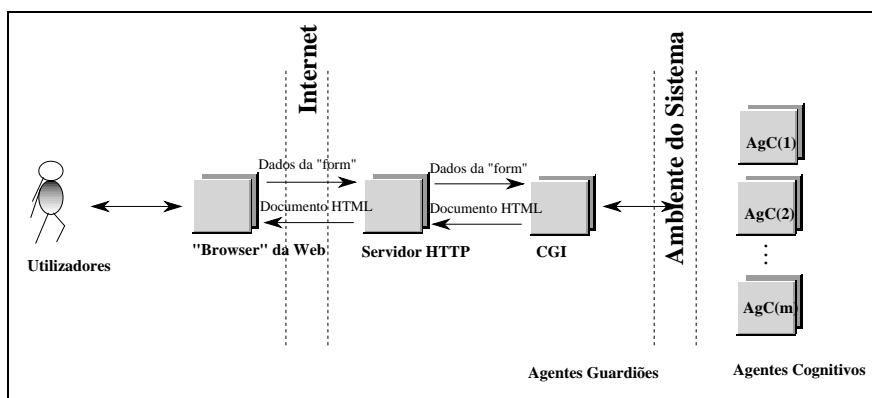 Internet
Ambiente do Sistema
AgC(1)
Dados da "form"
Dados da "form"
AgC(2)
Documento HTML
Documento HTML
"Browser" da Web
Servidor HTTP
CGI
Utilizadores
⋮
AgC(m)
Agentes Guardiões
Agentes Cognitivos